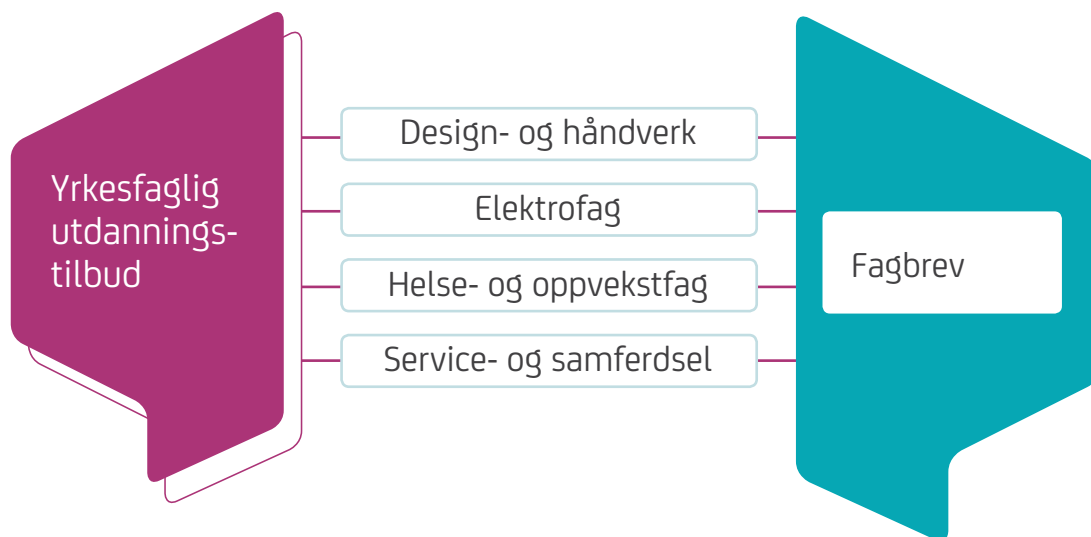 Yrkesfaglig
utdannings-
tilbud
Design- og håndverk
Elektrofag
Helse- og oppvekstfag
Service- og samferdsel
Fagbrev